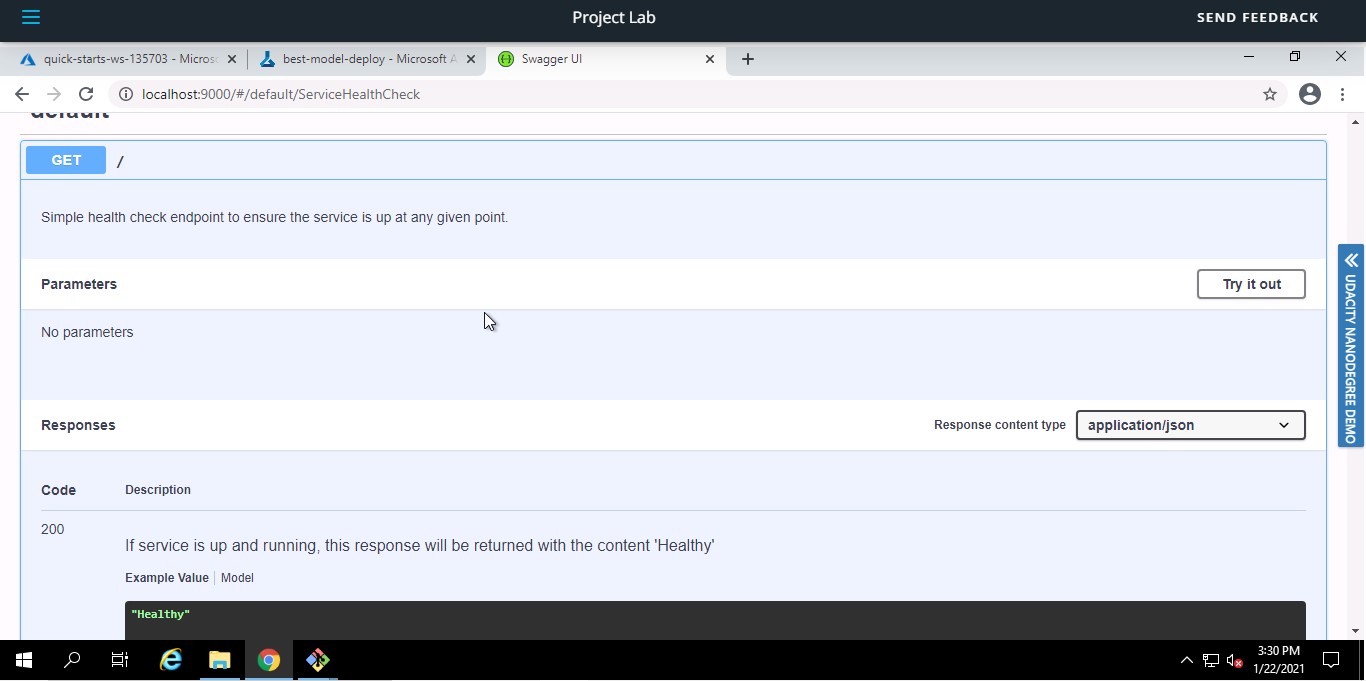 Project Lab
SEND FEEDBACK
quick-starts-ws-135703 - Micros
best-model-deploy - Microsoft A
Swagger UI
localhost:9000/#/default/ServiceHealthCheck
default
GET /
Simple health check endpoint to ensure the service is up at any given point.
Parameters
Try it out
No parameters
Responses
Response content type
application/json
Code Description
200
If service is up and running, this response will be returned with the content 'Healthy'
Example Value Model
"Healthy"
UDACITY NANODEGREE DEMO
3:30 PM
1/22/2021